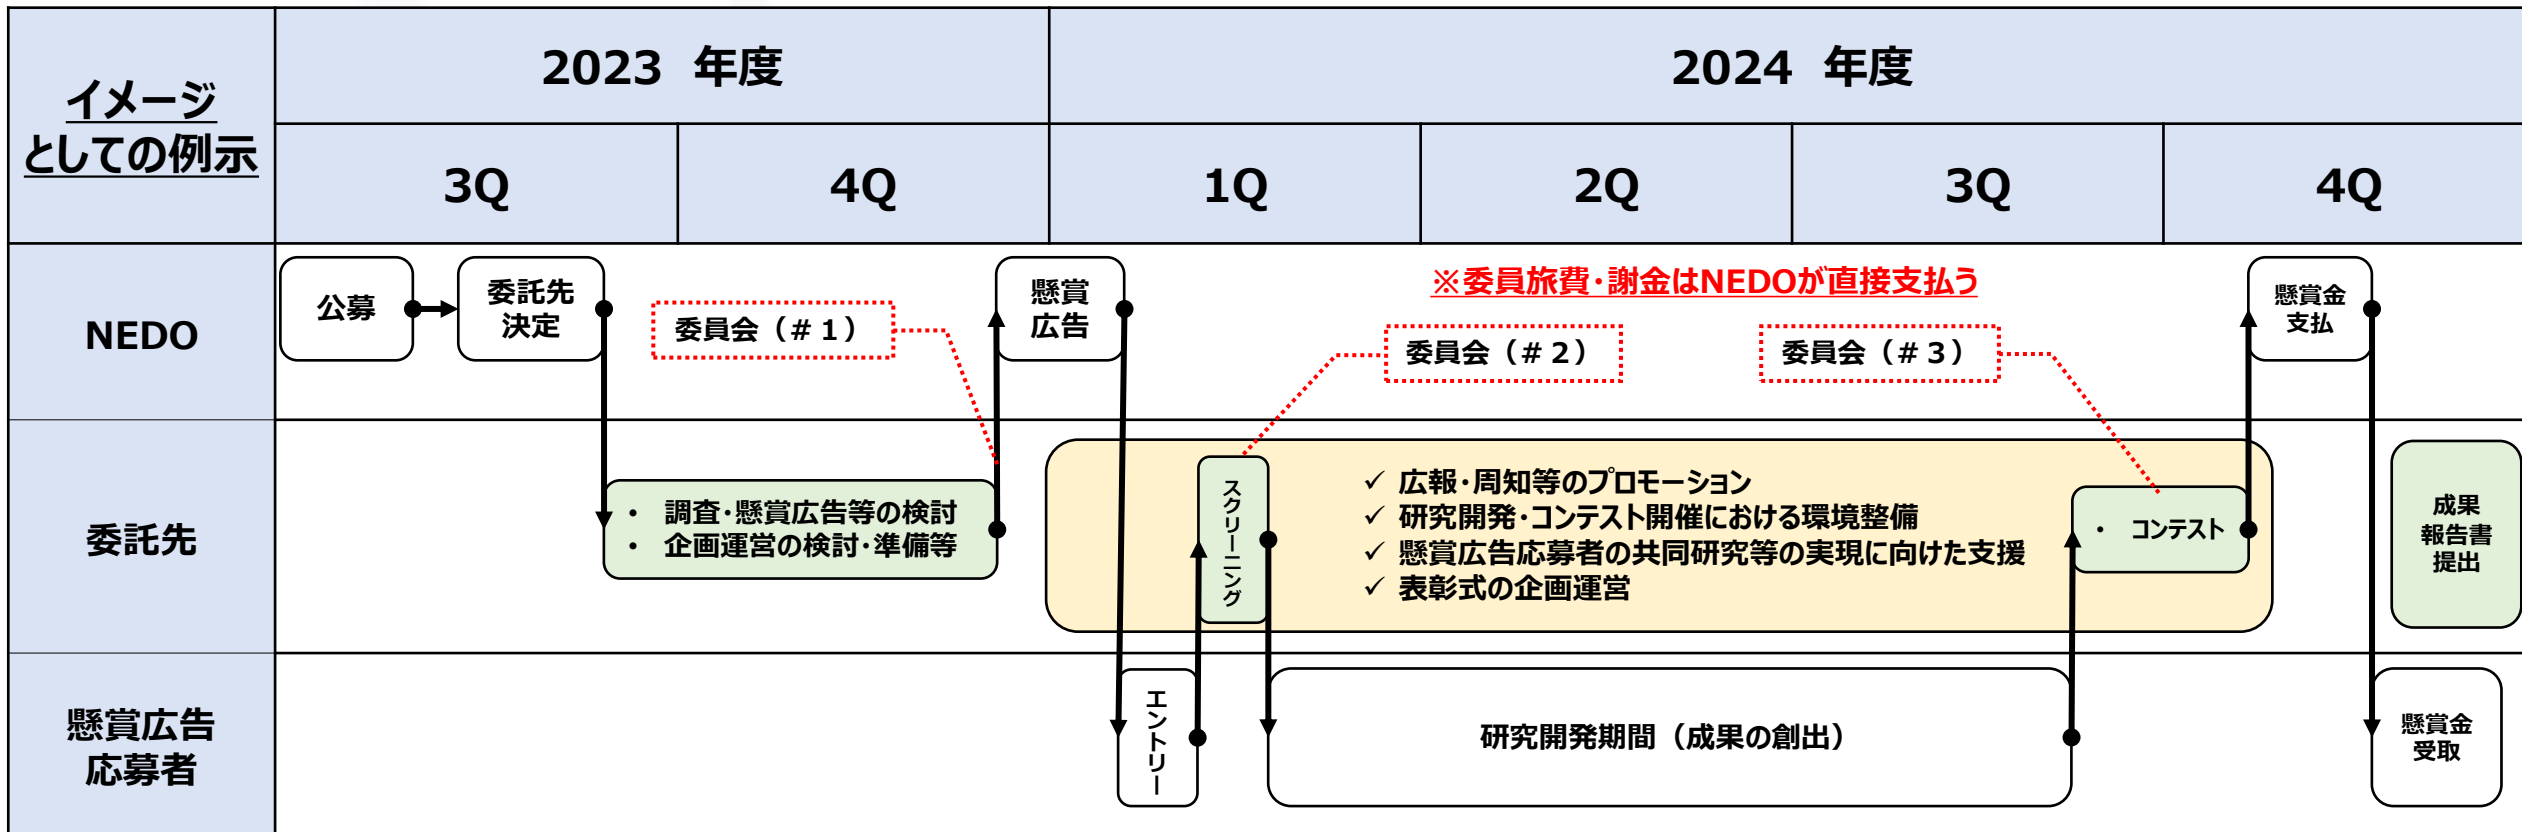 イメージ
としての例示
2023 年度
2024 年度
3Q
4Q
1Q
2Q
3Q
4Q
NEDO
公募
委託先
決定
委員会（＃１）
懸賞
広告
※委員旅費・謝金はNEDOが直接支払う
委員会（＃２）
委員会（＃３）
懸賞金
支払
委託先
• 調査・懸賞広告等の検討
• 企画運営の検討・準備等
スクリーニング
✓ 広報・周知等のプロモーション
✓ 研究開発・コンテスト開催における環境整備
✓ 懸賞広告応募者の共同研究等の実現に向けた支援
✓ 表彰式の企画運営
• コンテスト
成果
報告書
提出
懸賞広告
応募者
エントリー
研究開発期間（成果の創出）
懸賞金
受取